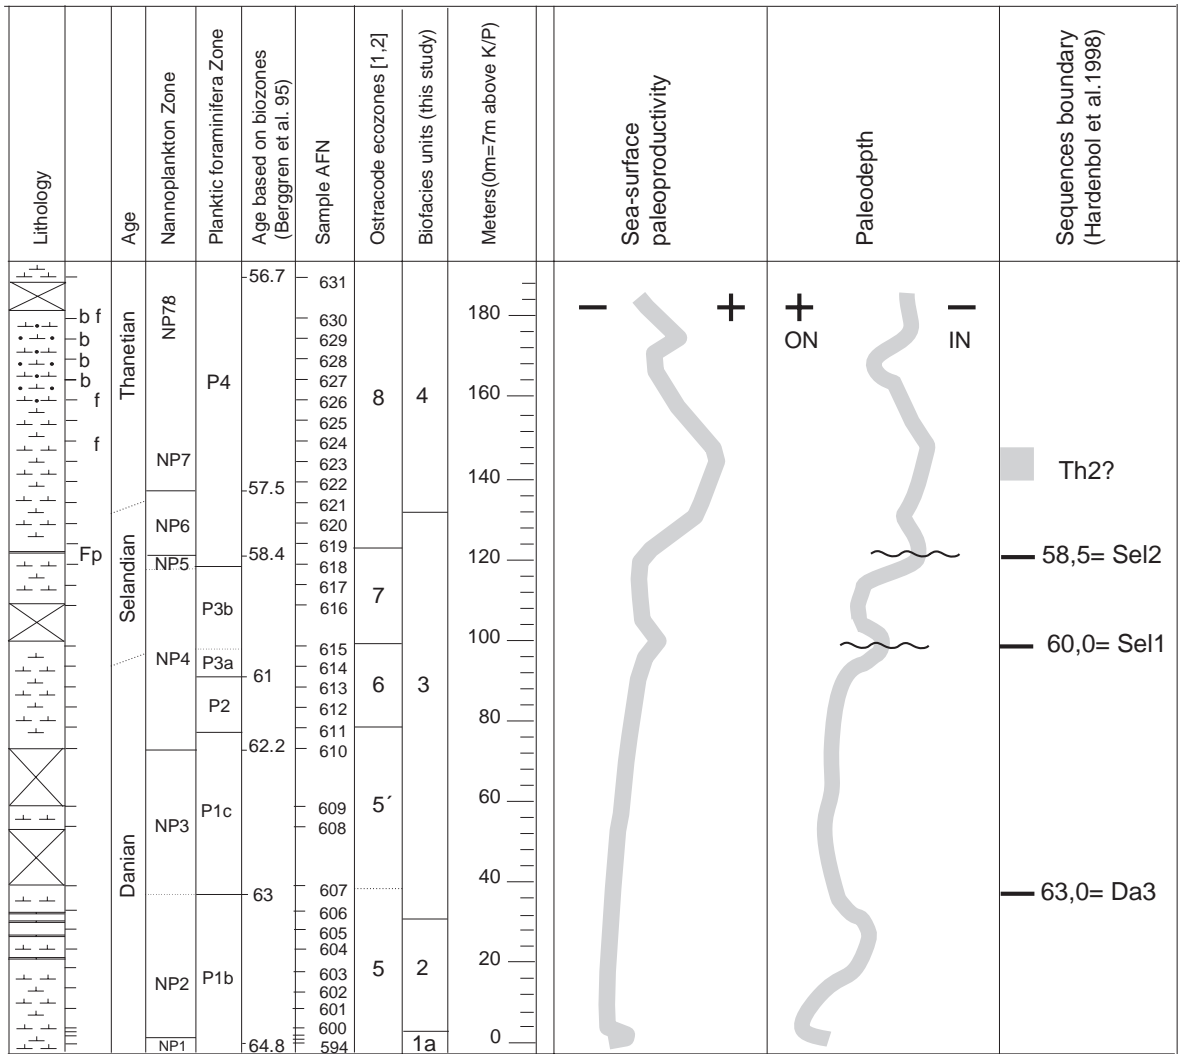 Lithology
Age
Nannoplankton Zone
Planktic foraminifera Zone
Age based on biozones
(Berggren et al. 95)
Sample AFN
Ostracode ecozones [1,2]
Biofacies units (this study)
Meters(0m=7m above K/P)
Sea-surface
paleoproductivity
Paleodepth
Sequences boundary
(Hardenbol et al.1998)
b f
b
b
b
f
f
Fp
Thanetian
Selandian
Danian
NP78
NP7
NP6
NP5
NP4
NP3
NP2
NP1
P4
P3b
P3a
P2
P1c
P1b
56.7
57.5
58.4
61
62.2
63
64.8
631
630
629
628
627
626
625
624
623
622
621
620
619
618
617
616
615
614
613
612
611
610
609
608
607
606
605
604
603
602
601
600
594
8
7
6
5´
5
4
3
2
1a
180
160
140
120
100
80
60
40
20
0
− +
+ −
ON IN
Th2?
58,5= Sel2
60,0= Sel1
63,0= Da3